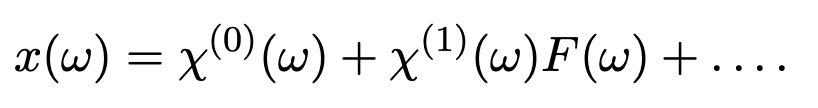 x(ω) = χ^{(0)}(ω) + χ^{(1)}(ω)F(ω) + ....